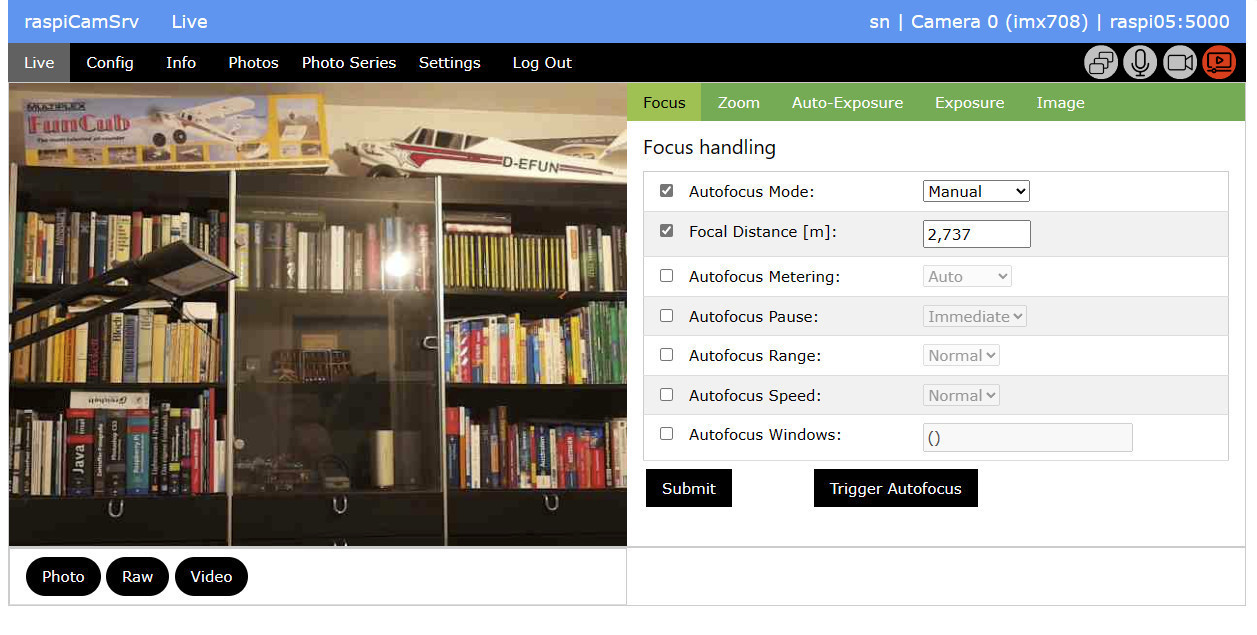 raspiCamSrv Live sn | Camera 0 (imx708) | raspi05:5000
Live Config Info Photos Photo Series Settings Log Out
Focus Zoom Auto-Exposure Exposure Image
MULTIPLEX
FunCub
D-EFUN
Java
Focus handling
Autofocus Mode: Manual
Focal Distance [m]: 2,737
Autofocus Metering: Auto
Autofocus Pause: Immediate
Autofocus Range: Normal
Autofocus Speed: Normal
Autofocus Windows: ()
Submit Trigger Autofocus
Photo Raw Video